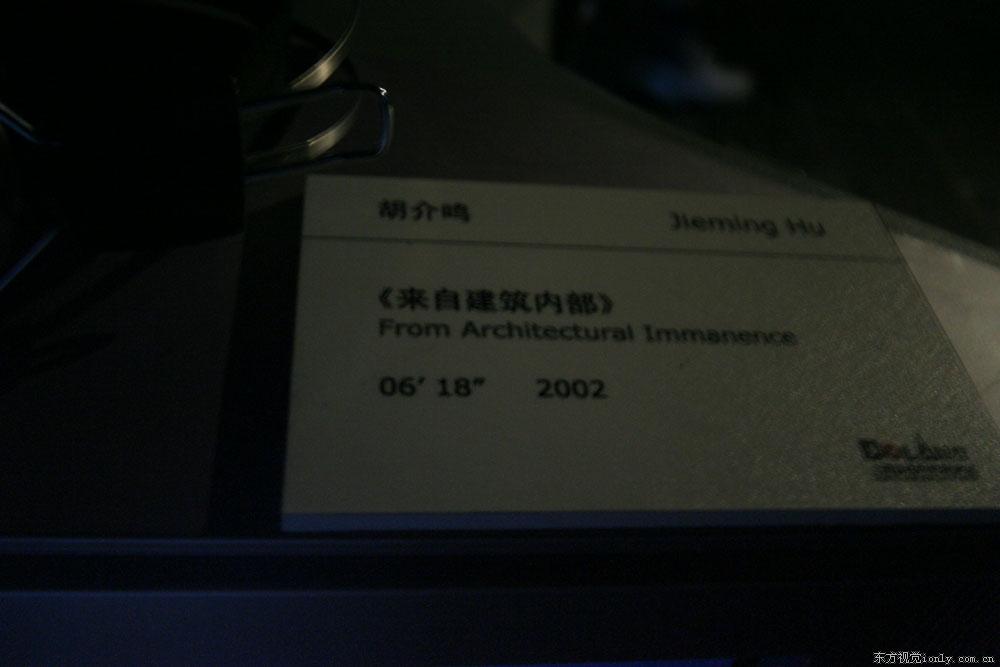 胡介鸣 Jieming Hu
《来自建筑内部》
From Architectural Immanence
06′ 18″ 2002
东方视觉ionly.com.cn